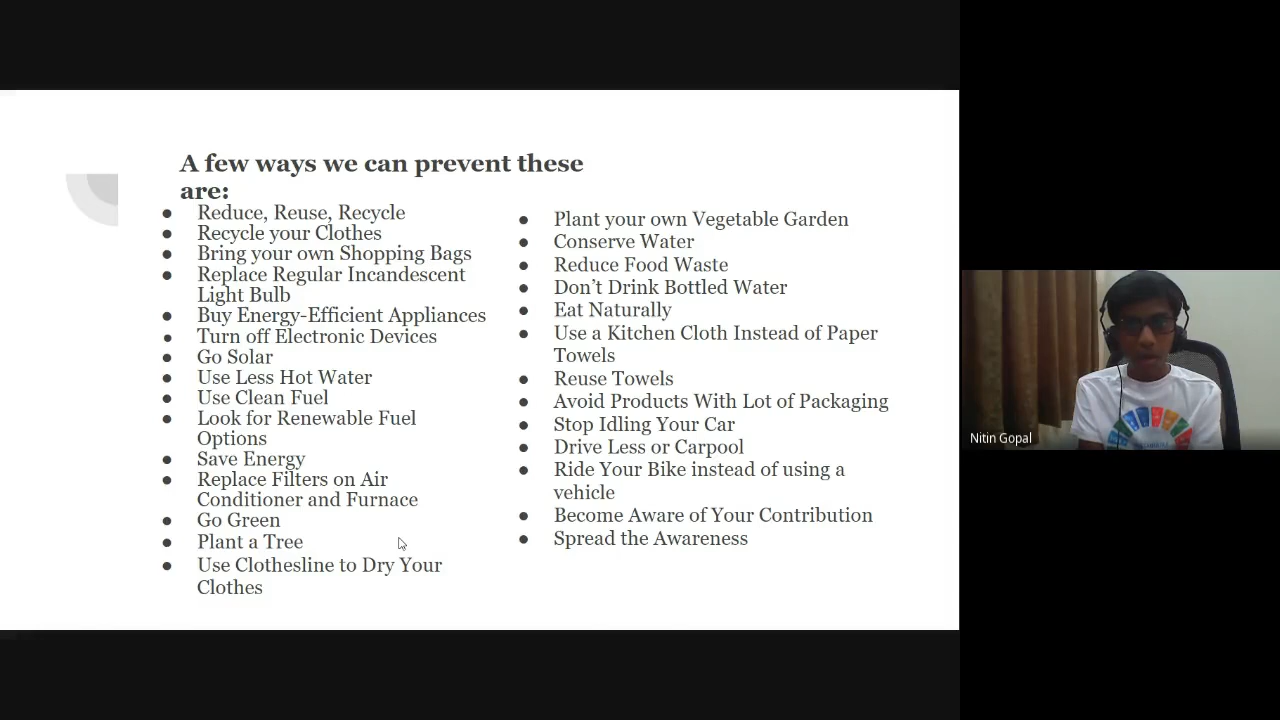 A few ways we can prevent these
are:
● Reduce, Reuse, Recycle
● Recycle your Clothes
● Bring your own Shopping Bags
● Replace Regular Incandescent
Light Bulb
● Buy Energy-Efficient Appliances
● Turn off Electronic Devices
● Go Solar
● Use Less Hot Water
● Use Clean Fuel
● Look for Renewable Fuel
Options
● Save Energy
● Replace Filters on Air
Conditioner and Furnace
● Go Green
● Plant a Tree
● Use Clothesline to Dry Your
Clothes
● Plant your own Vegetable Garden
● Conserve Water
● Reduce Food Waste
● Don’t Drink Bottled Water
● Eat Naturally
● Use a Kitchen Cloth Instead of Paper
Towels
● Reuse Towels
● Avoid Products With Lot of Packaging
● Stop Idling Your Car
● Drive Less or Carpool
● Ride Your Bike instead of using a
vehicle
● Become Aware of Your Contribution
● Spread the Awareness
Nitin Gopal